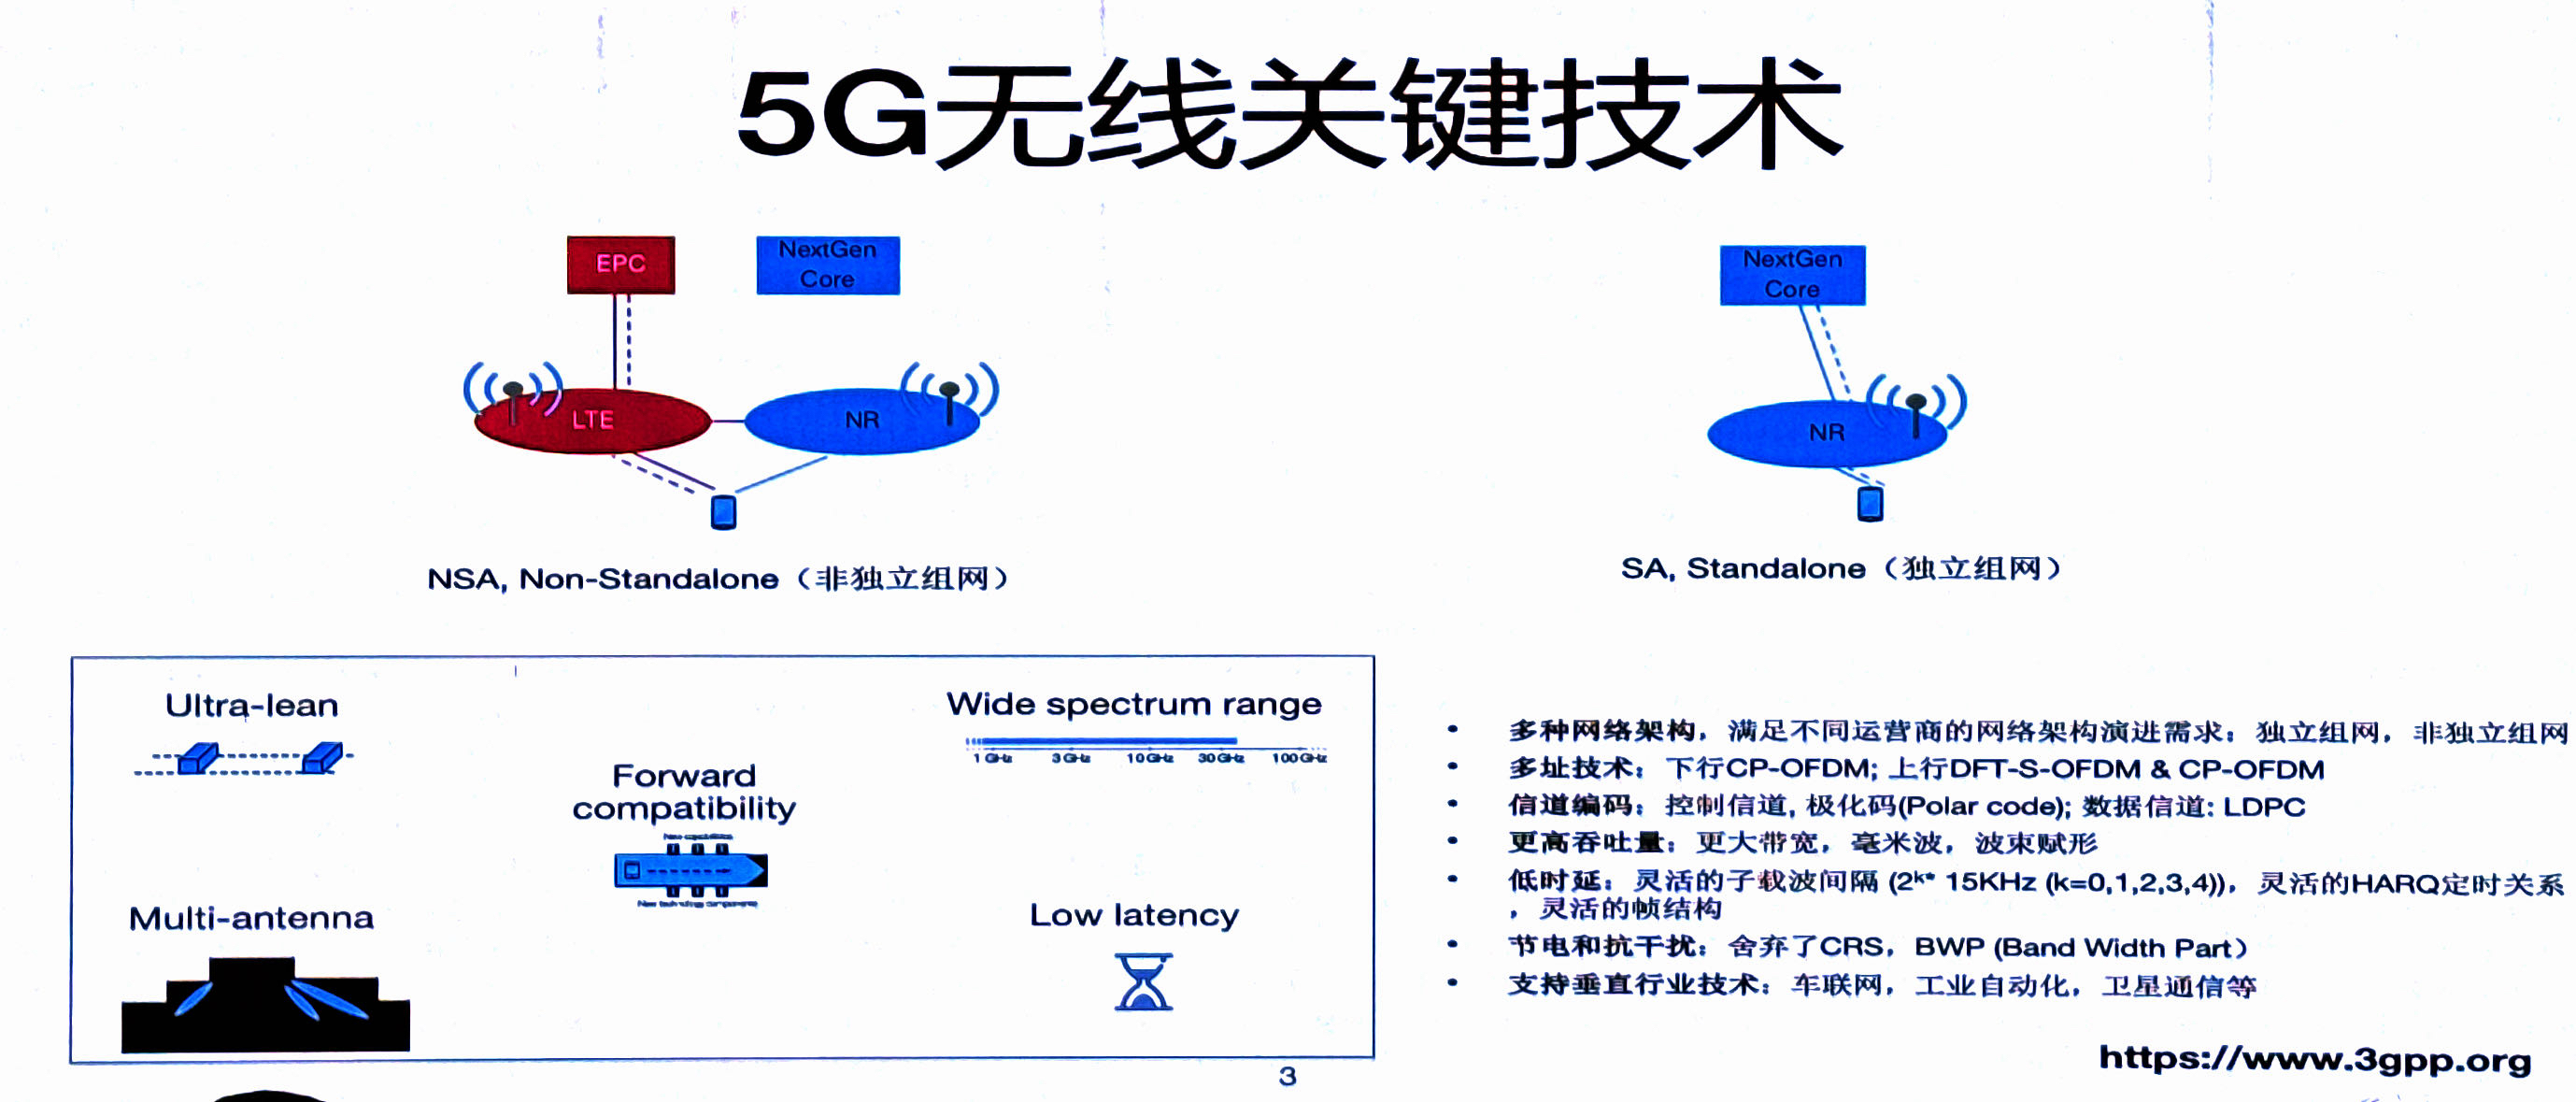 5G无线关键技术
EPC
NextGen
Core
LTE
NR
NSA, Non-Standalone（非独立组网）
NextGen
Core
NR
SA, Standalone（独立组网）
Ultra-lean
Wide spectrum range
1 GHz 3 GHz 10 GHz 30 GHz 100 GHz
Forward
compatibility
New capabilities
New technology components
Multi-antenna
Low latency
• 多种网络架构，满足不同运营商的网络架构演进需求：独立组网，非独立组网
• 多址技术：下行CP-OFDM; 上行DFT-S-OFDM & CP-OFDM
• 信道编码：控制信道, 极化码(Polar code); 数据信道: LDPC
• 更高吞吐量：更大带宽，毫米波，波束赋形
• 低时延：灵活的子载波间隔 (2ᵏ* 15KHz (k=0,1,2,3,4))，灵活的HARQ定时关系
，灵活的帧结构
• 节电和抗干扰：舍弃了CRS，BWP (Band Width Part）
• 支持垂直行业技术：车联网，工业自动化，卫星通信等
https://www.3gpp.org
3